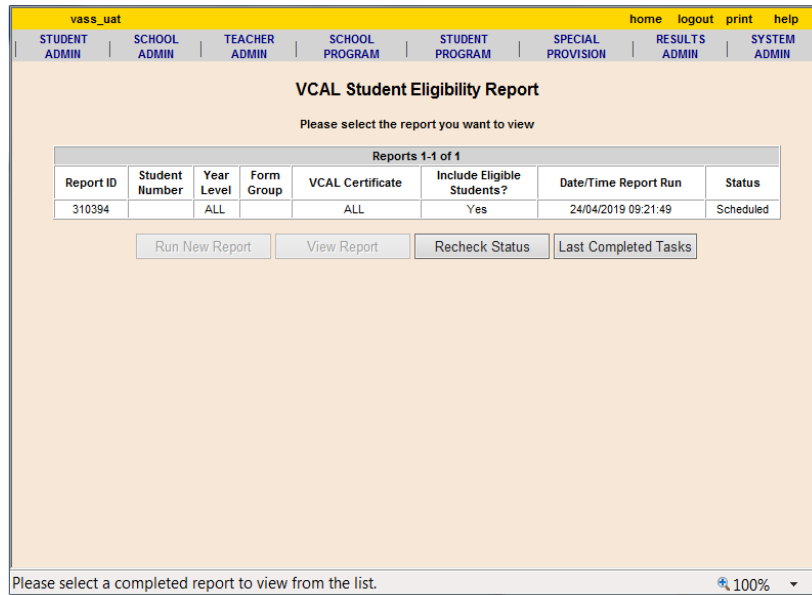 vass_uat home logout print help
STUDENT ADMIN SCHOOL ADMIN TEACHER ADMIN SCHOOL PROGRAM STUDENT PROGRAM SPECIAL PROVISION RESULTS ADMIN SYSTEM ADMIN
VCAL Student Eligibility Report
Please select the report you want to view
Reports 1-1 of 1
Report ID Student Number Year Level Form Group VCAL Certificate Include Eligible Students? Date/Time Report Run Status
310394 ALL ALL Yes 24/04/2019 09:21:49 Scheduled
Run New Report View Report Recheck Status Last Completed Tasks
Please select a completed report to view from the list. 100%